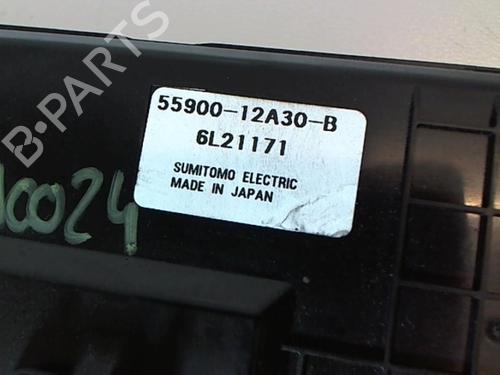 B-Parts
55900-12A30-B
6L21171
SUMITOMO ELECTRIC
MADE IN JAPAN